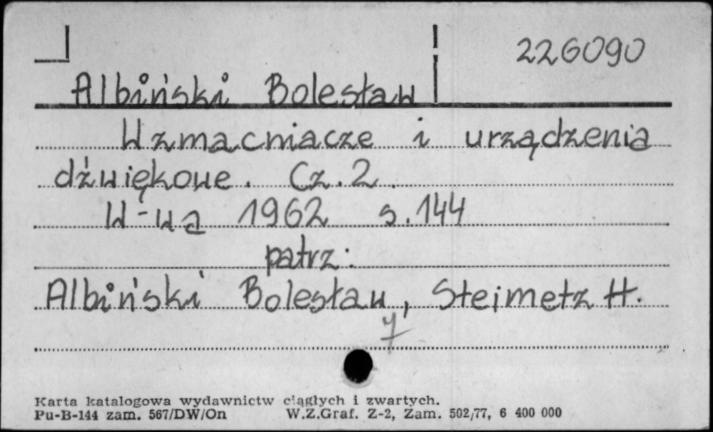 226090
Albiński Bolesław
Wzmacniacze i urządzenia
dźwiękowe. Cz. 2.
W-wa 1962 s. 144
patrz:
Albiński Bolesław, Steimetz H.
Karta katalogowa wydawnictw ciągłych i zwartych.
Pu-B-144 zam. 567/DW/On W.Z.Graf. Z-2, Zam. 502/77, 6 400 000